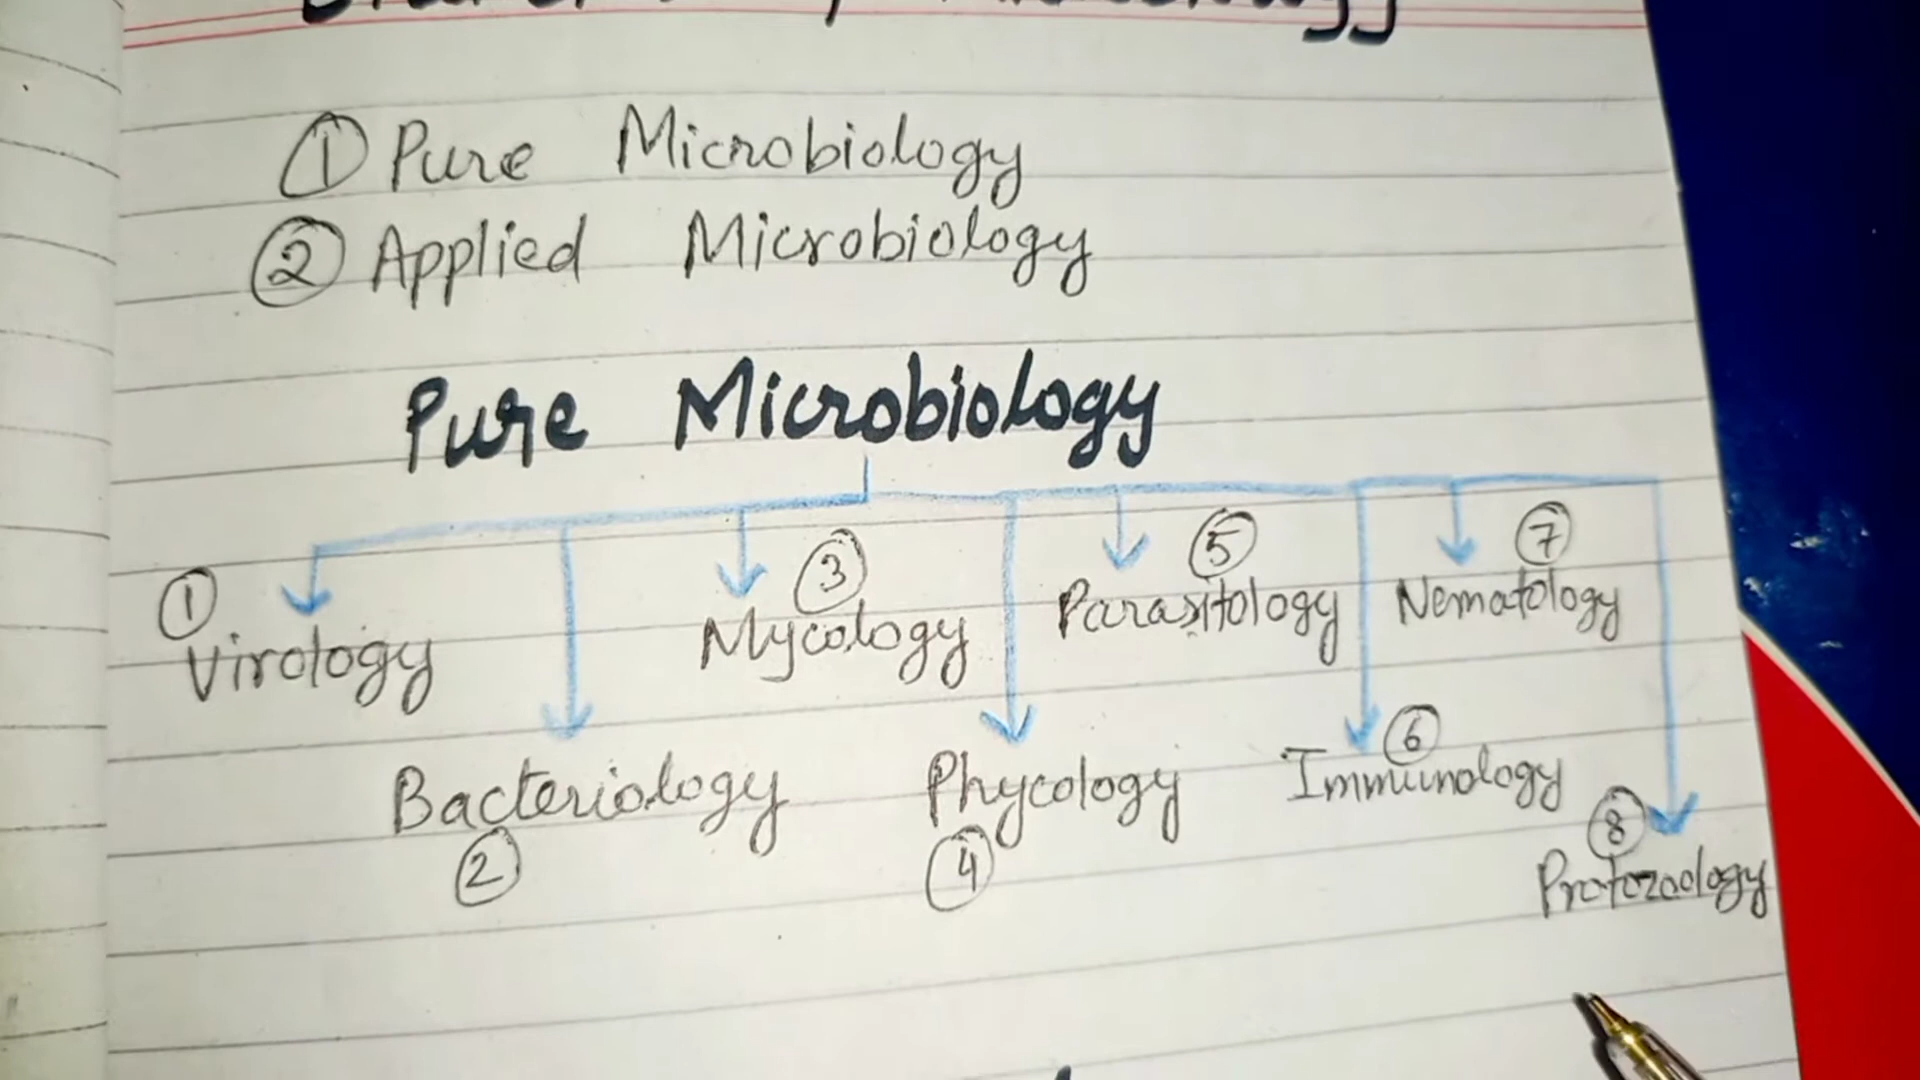 ① Pure Microbiology
② Applied Microbiology
Pure Microbiology
① Virology
③ Mycology
⑤ Parasitology
⑦ Nematology
Bacteriology ②
Phycology ④
⑥ Immunology
⑧ Protozoology